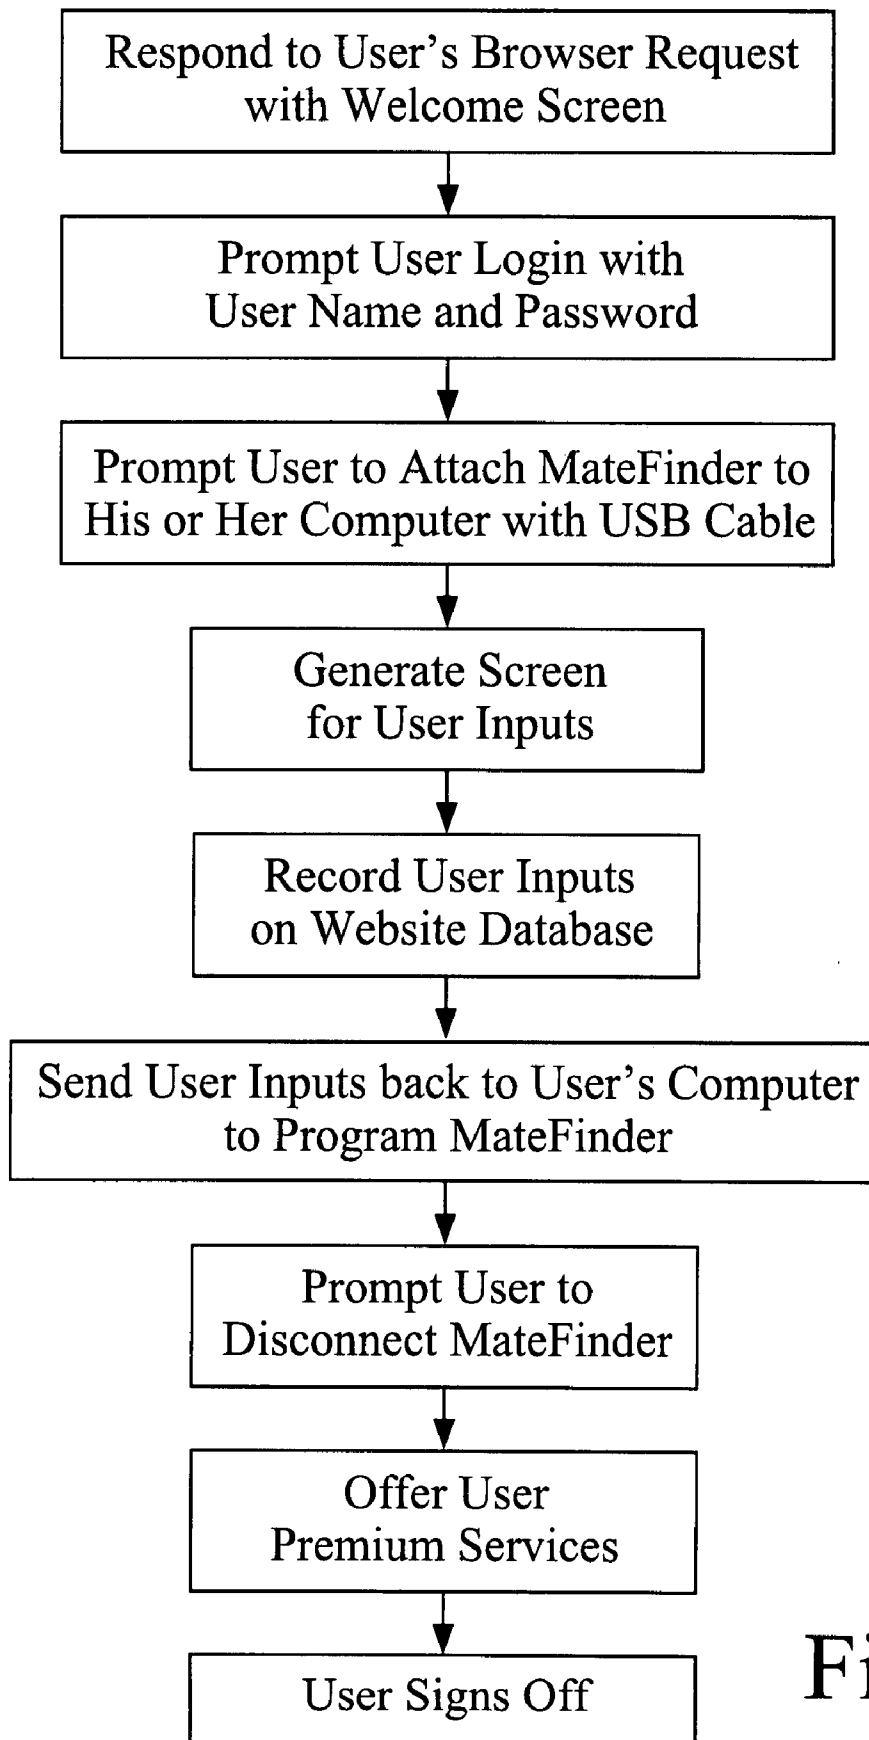 Respond to User’s Browser Request
with Welcome Screen
Prompt User Login with
User Name and Password
Prompt User to Attach MateFinder to
His or Her Computer with USB Cable
Generate Screen
for User Inputs
Record User Inputs
on Website Database
Send User Inputs back to User’s Computer
to Program MateFinder
Prompt User to
Disconnect MateFinder
Offer User
Premium Services
User Signs Off